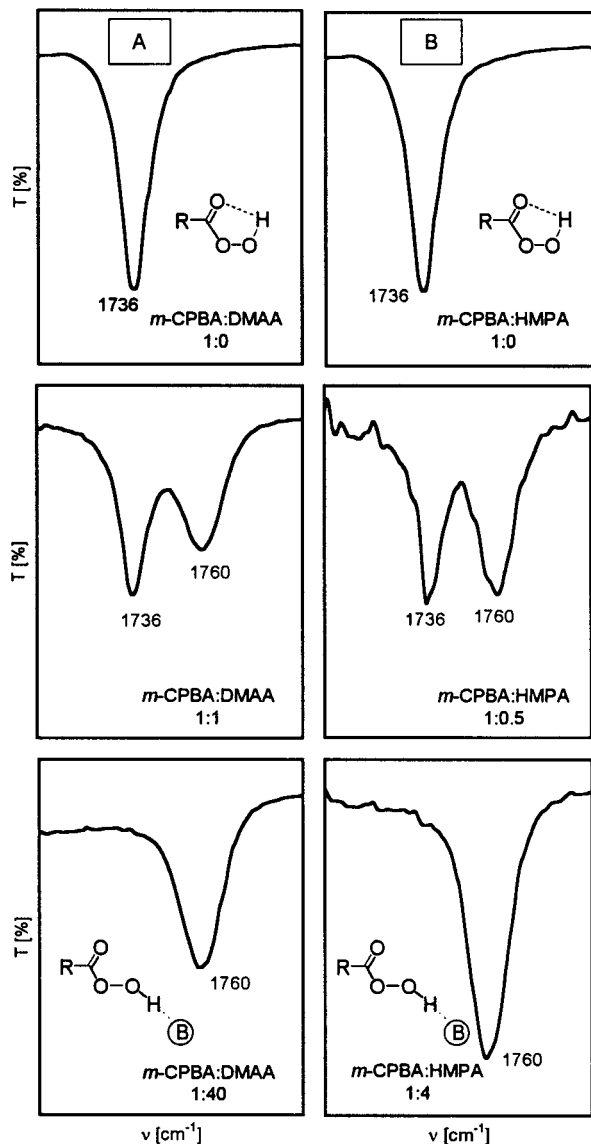 A
T [%]
R
O
H
O–O
1736
m-CPBA:DMAA
1:0
B
R
O
H
O–O
1736
m-CPBA:HMPA
1:0
T [%]
1736
1760
m-CPBA:DMAA
1:1
1736
1760
m-CPBA:HMPA
1:0.5
T [%]
O
R
O–O
H
B
1760
m-CPBA:DMAA
1:40
ν [cm⁻¹]
O
R
O–O
H
B
1760
m-CPBA:HMPA
1:4
ν [cm⁻¹]